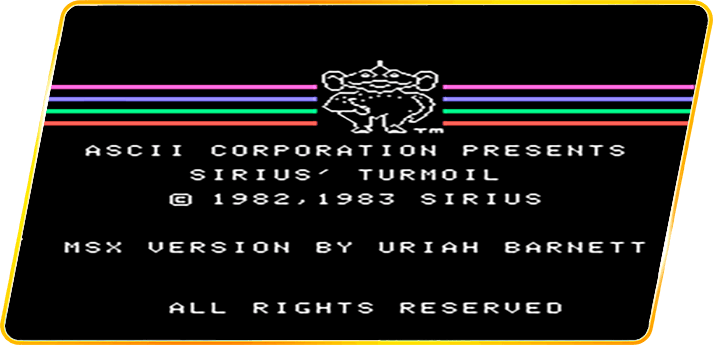 TM
ASCII CORPORATION PRESENTS
SIRIUS' TURMOIL
© 1982,1983 SIRIUS
MSX VERSION BY URIAH BARNETT
ALL RIGHTS RESERVED